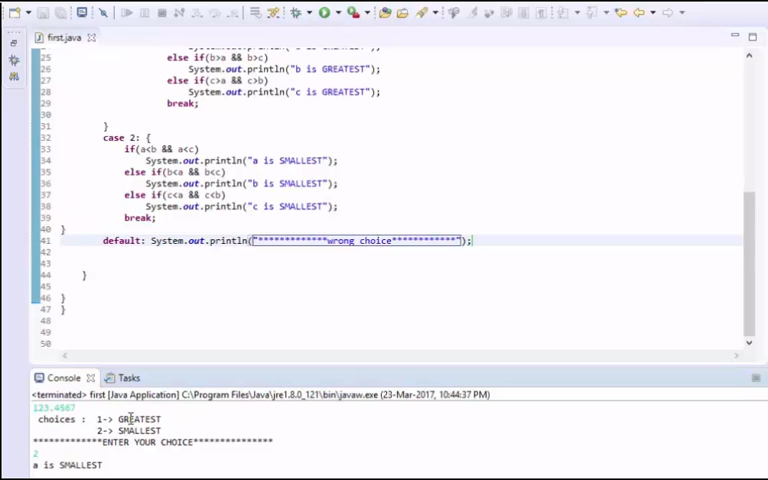 first.java
25 else if(b>a && b>c)
26 System.out.println("b is GREATEST");
27 else if(c>a && c>b)
28 System.out.println("c is GREATEST");
29 break;
30
31 }
32 case 2: {
33 if(a<b && a<c)
34 System.out.println("a is SMALLEST");
35 else if(b<a && b<c)
36 System.out.println("b is SMALLEST");
37 else if(c<a && c<b)
38 System.out.println("c is SMALLEST");
39 break;
40 }
41 default: System.out.println("*************wrong choice************");
42
43
44 }
45
46 }
47 }
48
49
50
Console Tasks
<terminated> first [Java Application] C:\Program Files\Java\jre1.8.0_121\bin\javaw.exe (23-Mar-2017, 10:44:37 PM)
123.4567
choices : 1-> GREATEST
2-> SMALLEST
*************ENTER YOUR CHOICE***************
2
a is SMALLEST